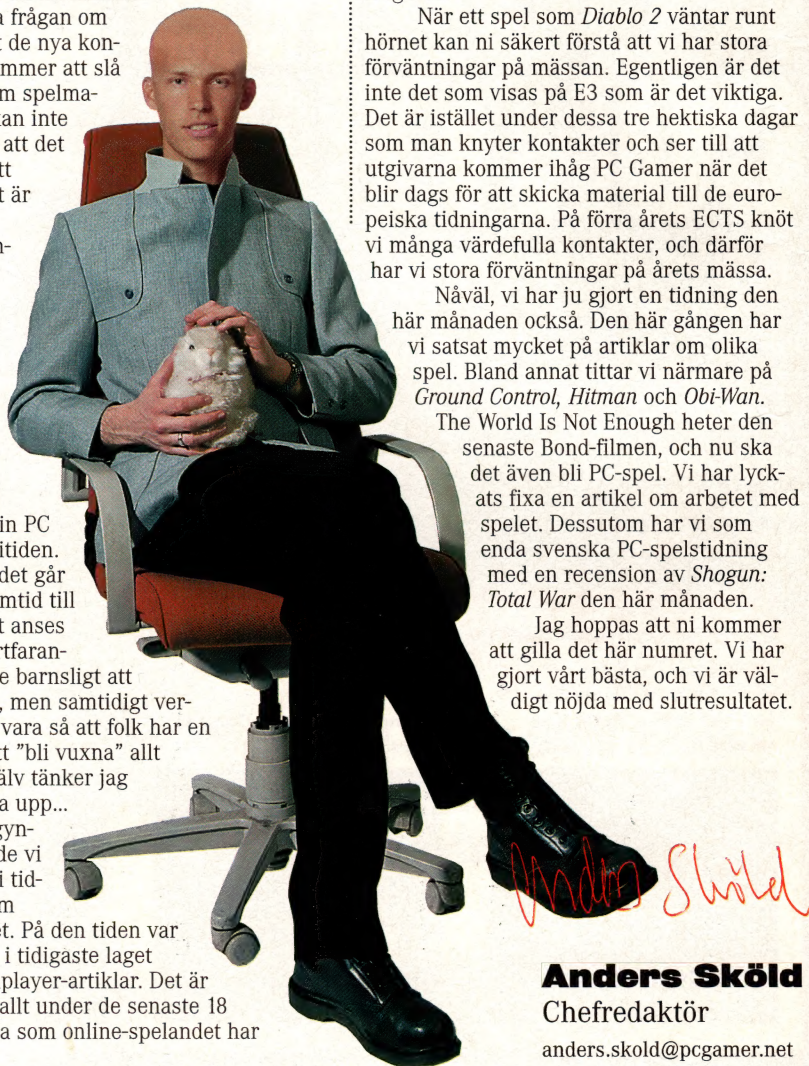 a frågan om
t de nya kon-
mmer att slå
m spelma-
kan inte
att det
tt
t är
n-
in PC
itiden.
det går
mtid till
t anses
rtfaran-
e barnsligt att
, men samtidigt ver-
vara så att folk har en
tt ”bli vuxna” allt
älv tänker jag
a upp...
gyn-
de vi
i tid-
m
et. På den tiden var
i tidigaste laget
player-artiklar. Det är
allt under de senaste 18
a som online-spelandet har
När ett spel som Diablo 2 väntar runt
hörnet kan ni säkert förstå att vi har stora
förväntningar på mässan. Egentligen är det
inte det som visas på E3 som är det viktiga.
Det är istället under dessa tre hektiska dagar
som man knyter kontakter och ser till att
utgivarna kommer ihåg PC Gamer när det
blir dags för att skicka material till de euro-
peiska tidningarna. På förra årets ECTS knöt
vi många värdefulla kontakter, och därför
har vi stora förväntningar på årets mässa.
Nåväl, vi har ju gjort en tidning den
här månaden också. Den här gången har
vi satsat mycket på artiklar om olika
spel. Bland annat tittar vi närmare på
Ground Control, Hitman och Obi-Wan.
The World Is Not Enough heter den
senaste Bond-filmen, och nu ska
det även bli PC-spel. Vi har lyck-
ats fixa en artikel om arbetet med
spelet. Dessutom har vi som
enda svenska PC-spelstidning
med en recension av Shogun:
Total War den här månaden.
Jag hoppas att ni kommer
att gilla det här numret. Vi har
gjort vårt bästa, och vi är väl-
digt nöjda med slutresultatet.
Anders Sköld
Anders Sköld
Chefredaktör
anders.skold@pcgamer.net